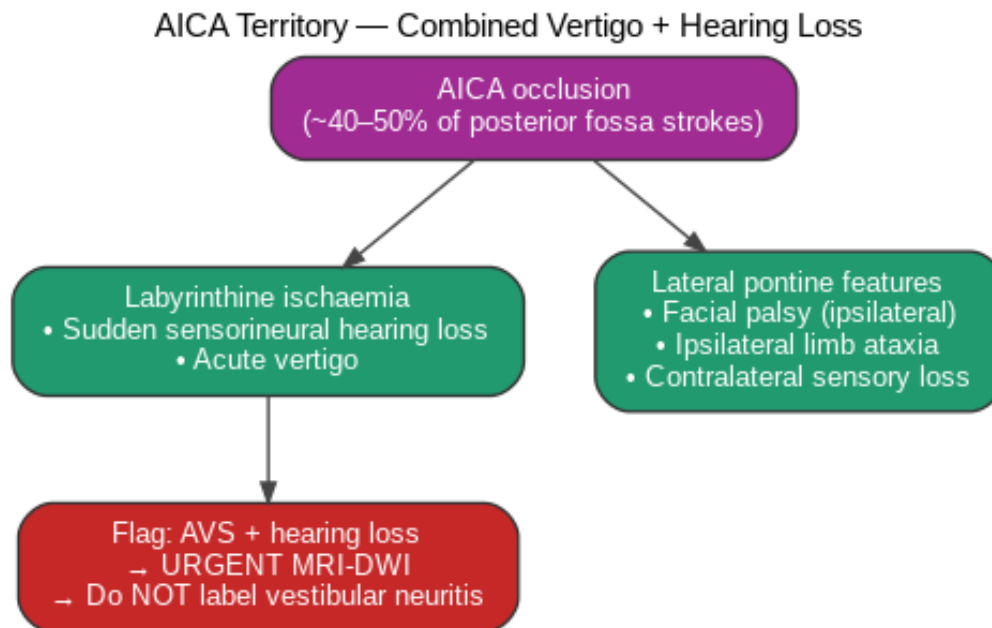 AICA Territory — Combined Vertigo + Hearing Loss
AICA occlusion
(~40–50% of posterior fossa strokes)
Labyrinthine ischaemia
• Sudden sensorineural hearing loss
• Acute vertigo
Lateral pontine features
• Facial palsy (ipsilateral)
• Ipsilateral limb ataxia
• Contralateral sensory loss
Flag: AVS + hearing loss
→ URGENT MRI-DWI
→ Do NOT label vestibular neuritis